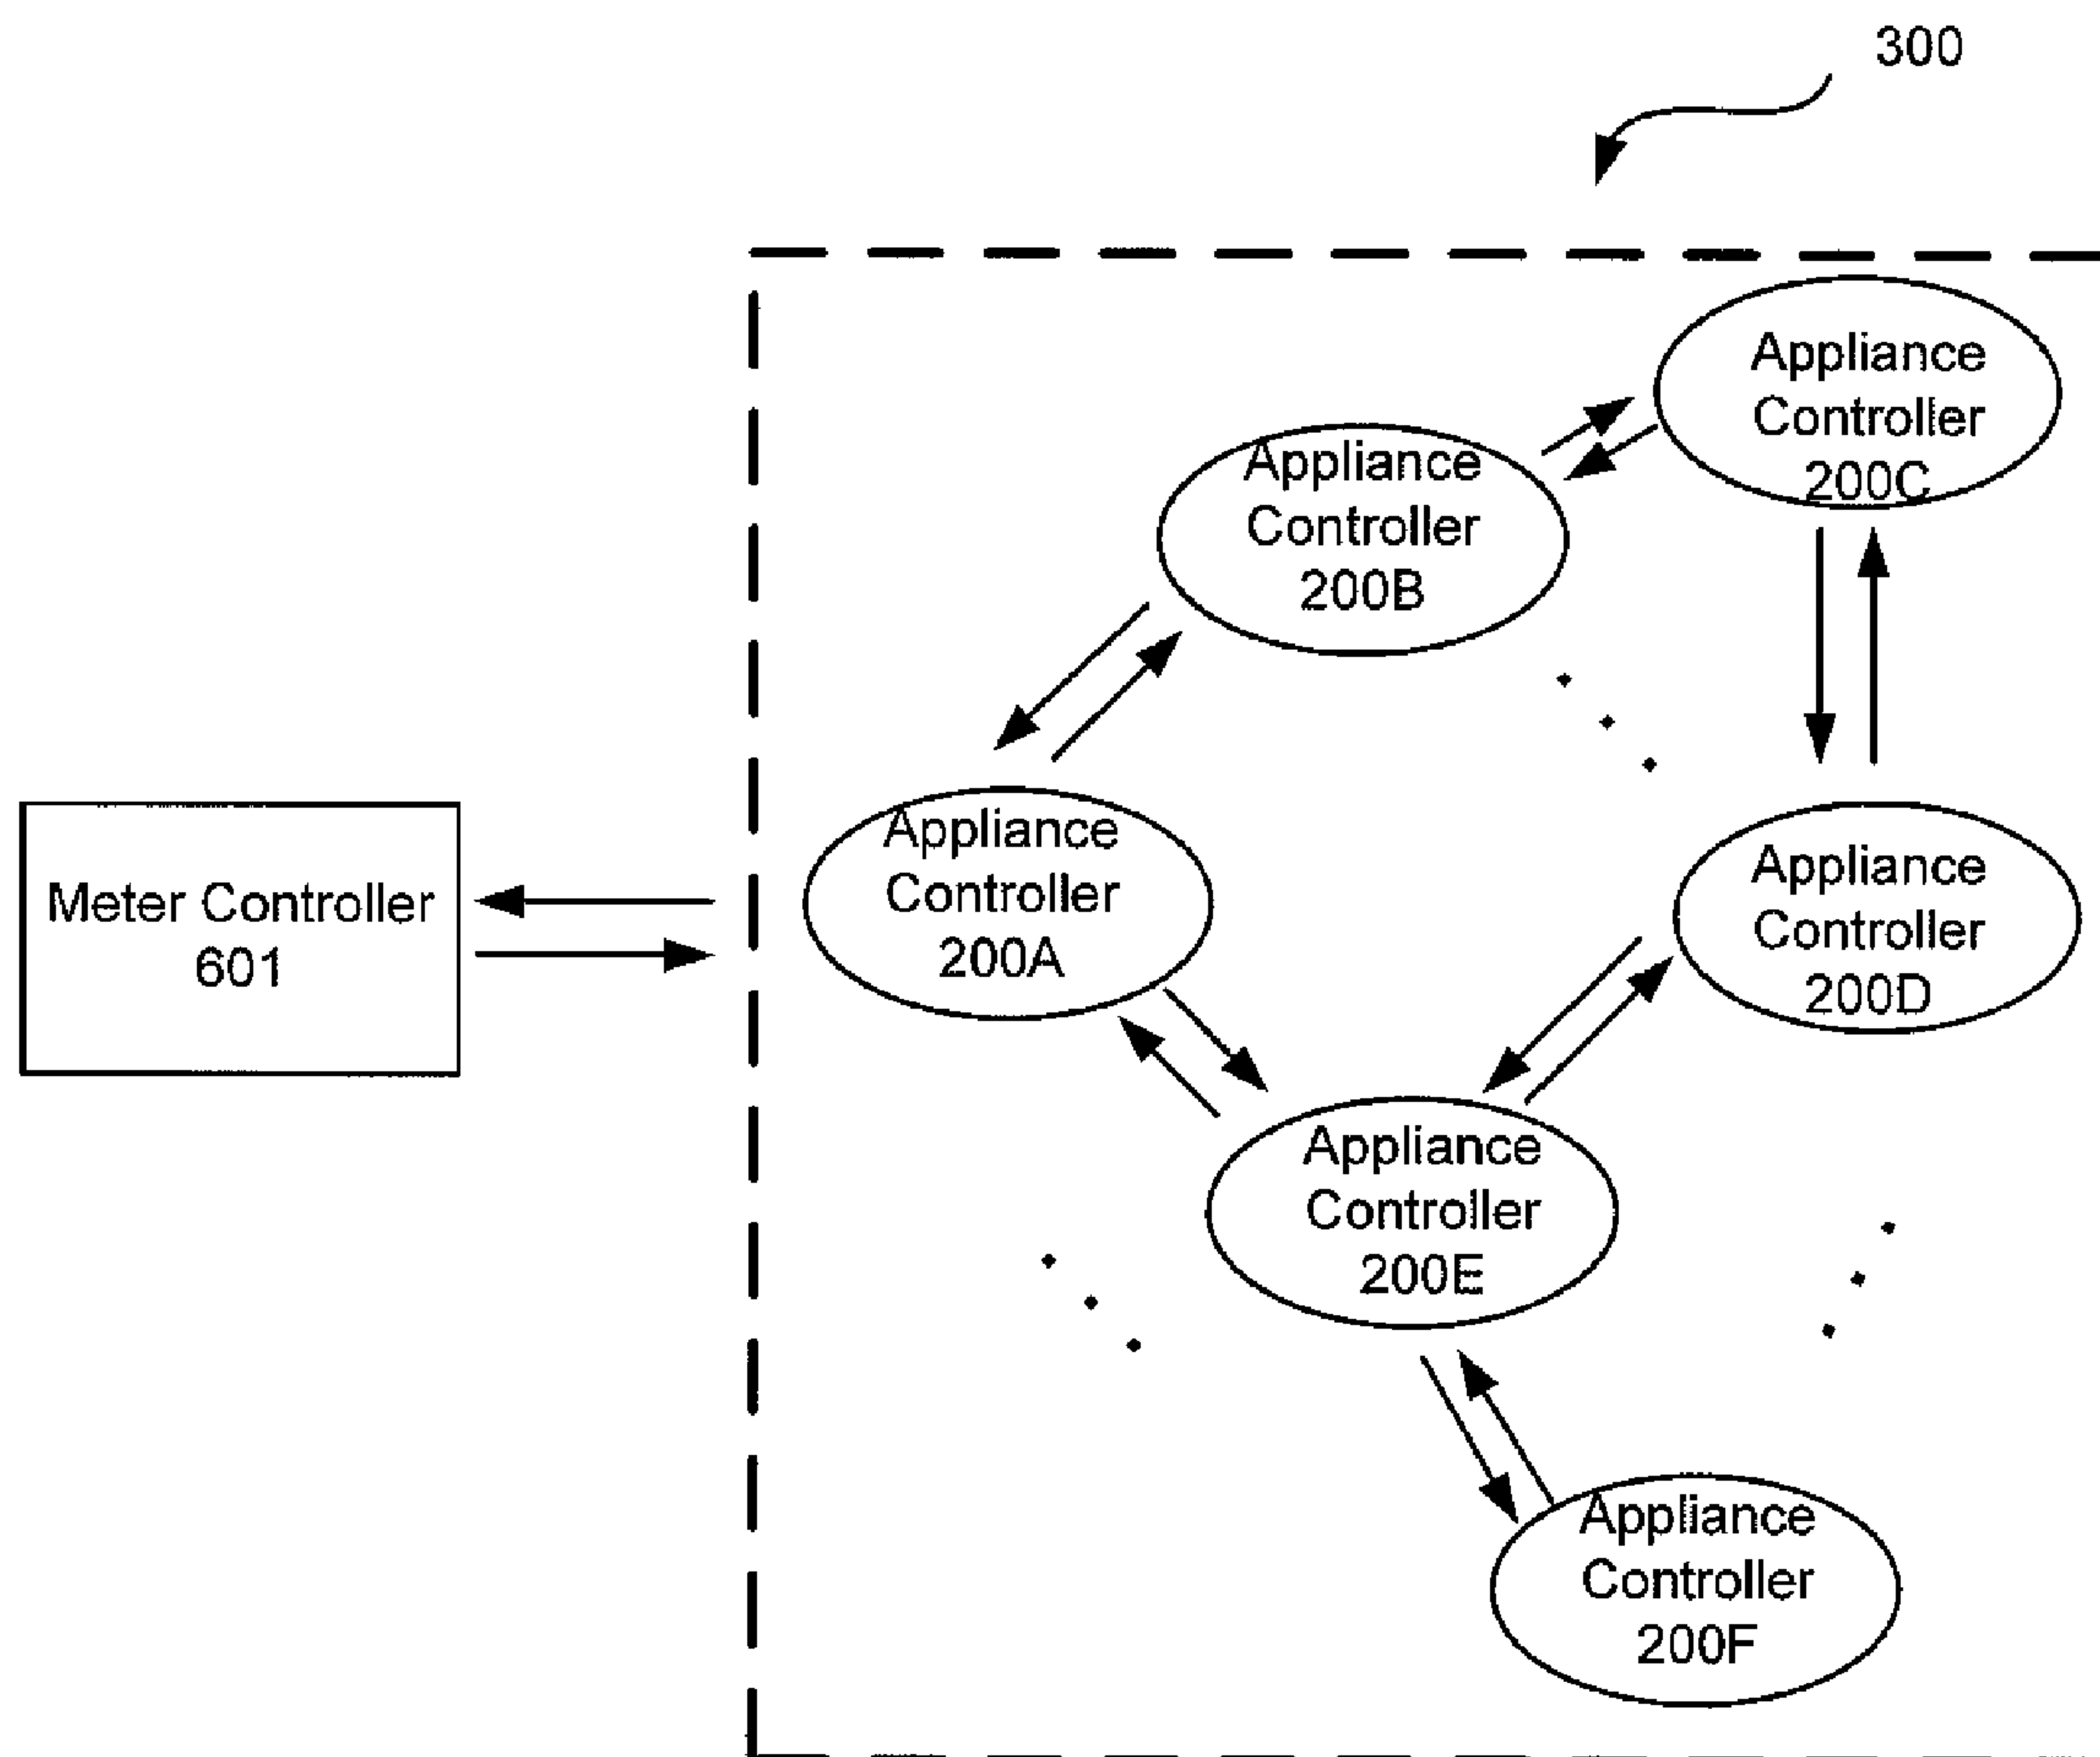 300
Appliance
Controller
200C
Appliance
Controller
200B
Appliance
Controller
200A
Meter Controller
601
Appliance
Controller
200D
Appliance
Controller
200E
Appliance
Controller
200F